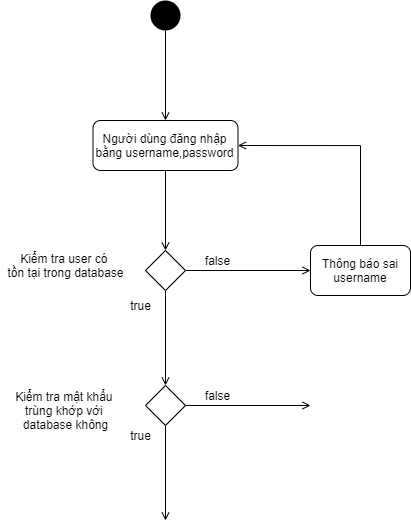 Người dùng đăng nhập
bằng username,password
Kiểm tra user có
tồn tại trong database
false
Thông báo sai
username
true
Kiểm tra mật khẩu
trùng khớp với
database không
false
true